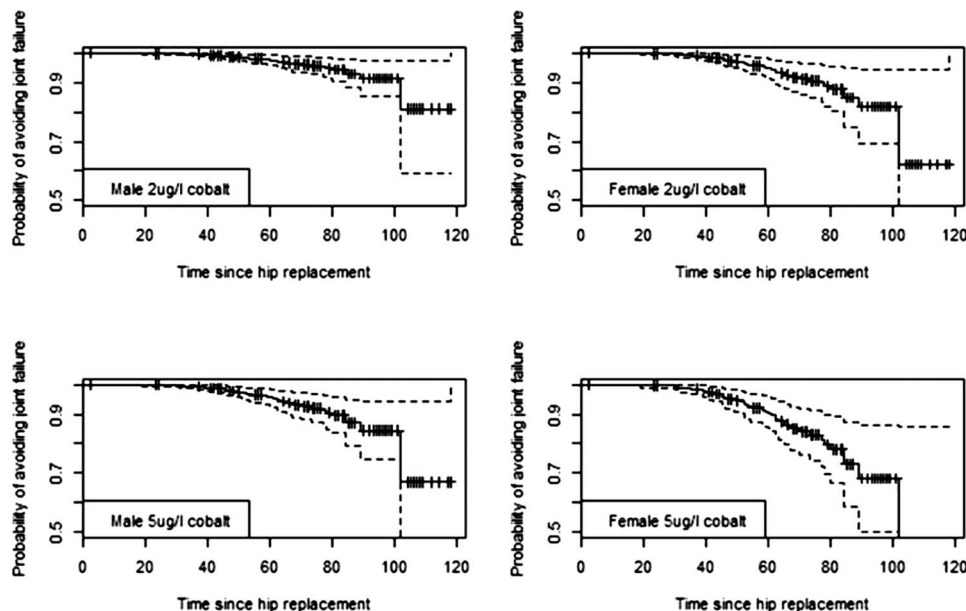 Probability of avoiding joint failure
0.9
0.7
0.5
Male 2ug/l cobalt
0 20 40 60 80 100 120
Time since hip replacement
Probability of avoiding joint failure
0.9
0.7
0.5
Female 2ug/l cobalt
0 20 40 60 80 100 120
Time since hip replacement
Probability of avoiding joint failure
0.9
0.7
0.5
Male 5ug/l cobalt
0 20 40 60 80 100 120
Time since hip replacement
Probability of avoiding joint failure
0.9
0.7
0.5
Female 5ug/l cobalt
0 20 40 60 80 100 120
Time since hip replacement